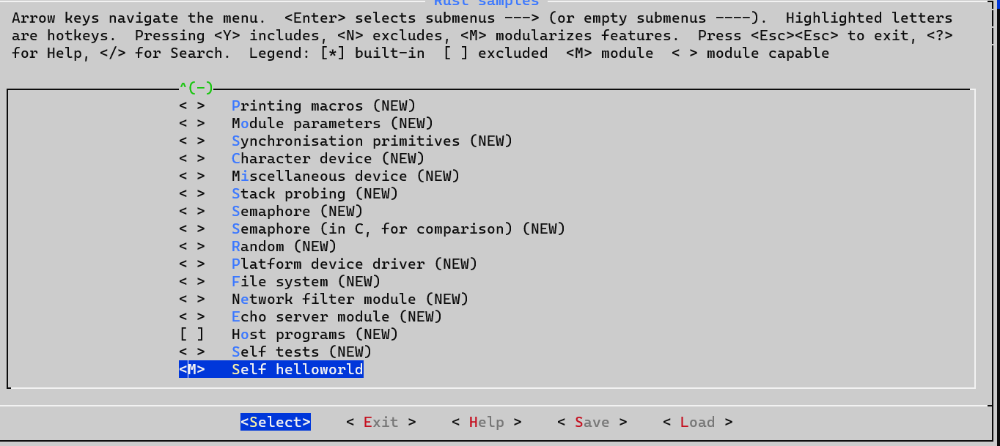 Rust samples
Arrow keys navigate the menu.  <Enter> selects submenus ---> (or empty submenus ----).  Highlighted letters
are hotkeys.  Pressing <Y> includes, <N> excludes, <M> modularizes features.  Press <Esc><Esc> to exit, <?>
for Help, </> for Search.  Legend: [*] built-in  [ ] excluded  <M> module  < > module capable
^(-)
< >   Printing macros (NEW)
< >   Module parameters (NEW)
< >   Synchronisation primitives (NEW)
< >   Character device (NEW)
< >   Miscellaneous device (NEW)
< >   Stack probing (NEW)
< >   Semaphore (NEW)
< >   Semaphore (in C, for comparison) (NEW)
< >   Random (NEW)
< >   Platform device driver (NEW)
< >   File system (NEW)
< >   Network filter module (NEW)
< >   Echo server module (NEW)
[ ]   Host programs (NEW)
< >   Self tests (NEW)
<M>   Self helloworld
<Select>    < Exit >    < Help >    < Save >    < Load >